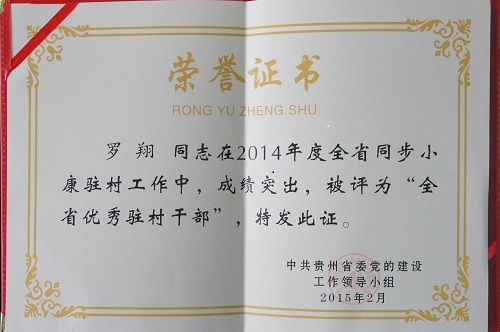 荣誉证书
RONG YU ZHENG SHU
罗翔 同志在2014年度全省同步小
康驻村工作中，成绩突出，被评为“全
省优秀驻村干部”，特发此证。
中共贵州省委党的建设
工作领导小组
2015年2月